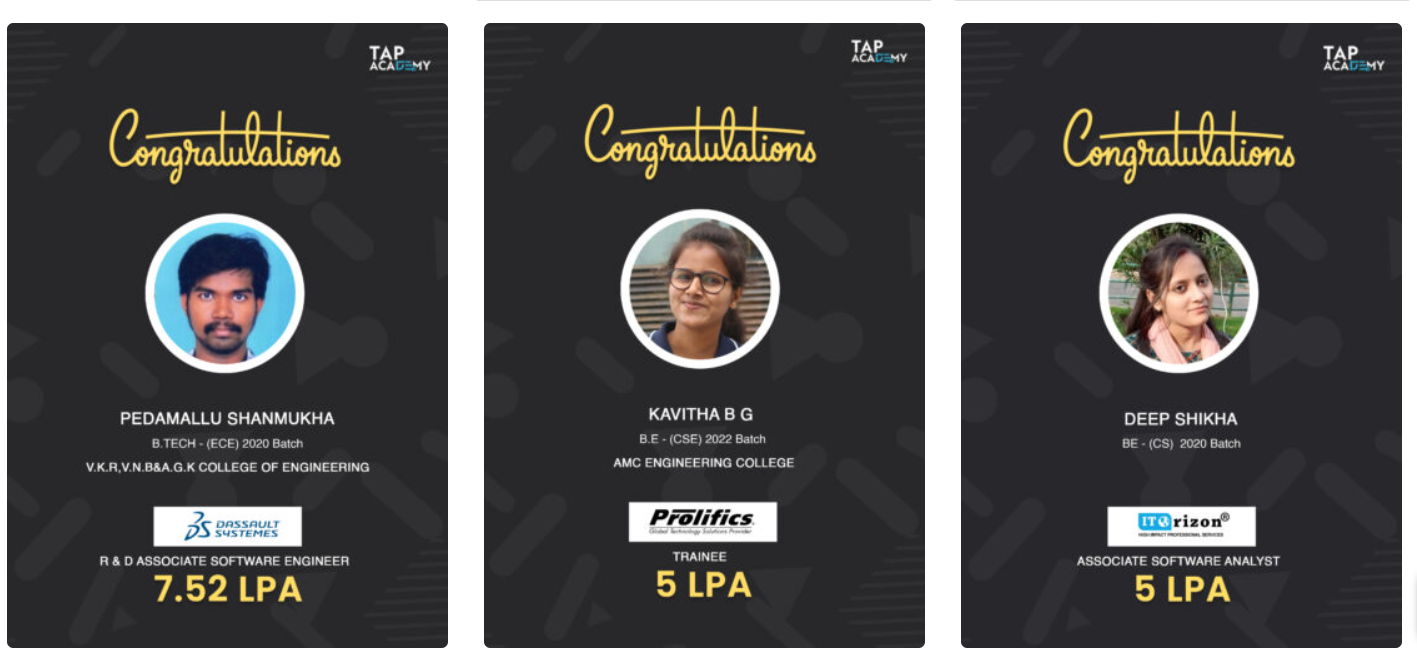 TAP
ACADEMY
Congratulations
PEDAMALLU SHANMUKHA
B.TECH - (ECE) 2020 Batch
V.K.R,V.N.B&A.G.K COLLEGE OF ENGINEERING
DASSAULT
SYSTEMES
R & D ASSOCIATE SOFTWARE ENGINEER
7.52 LPA
TAP
ACADEMY
Congratulations
KAVITHA B G
B.E - (CSE) 2022 Batch
AMC ENGINEERING COLLEGE
Prolifics
Global Technology Solutions Provider
TRAINEE
5 LPA
TAP
ACADEMY
Congratulations
DEEP SHIKHA
BE - (CS) 2020 Batch
ITOrizon®
HIGH IMPACT PROFESSIONAL SERVICES
ASSOCIATE SOFTWARE ANALYST
5 LPA